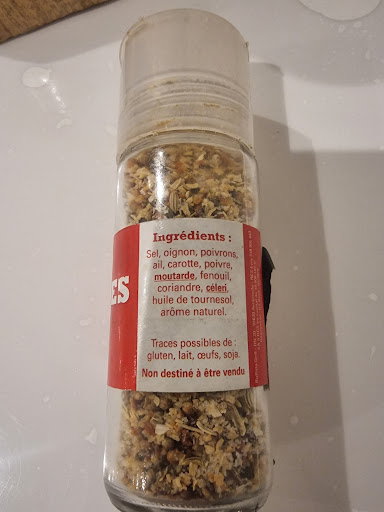 Ingrédients :
Sel, oignon, poivrons,
ail, carotte, poivre,
moutarde, fenouil,
coriandre, céleri,
huile de tournesol,
arôme naturel.
Traces possibles de :
gluten, lait, œufs, soja.
Non destiné à être vendu
ES